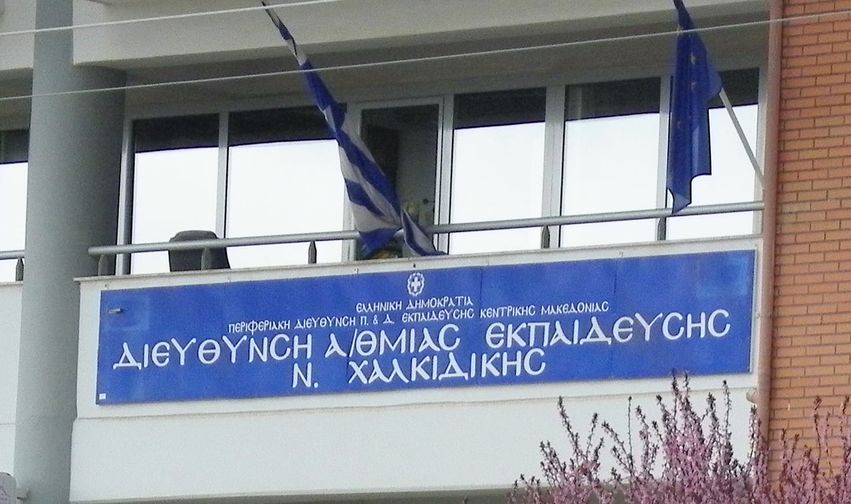 ΕΛΛΗΝΙΚΗ ΔΗΜΟΚΡΑΤΙΑ
ΠΕΡΙΦΕΡΙΑΚΗ ΔΙΕΥΘΥΝΣΗ Π. & Δ. ΕΚΠΑΙΔΕΥΣΗΣ ΚΕΝΤΡΙΚΗΣ ΜΑΚΕΔΟΝΙΑΣ
ΔΙΕΥΘΥΝΣΗ Α/ΘΜΙΑΣ ΕΚΠΑΙΔΕΥΣΗΣ
Ν. ΧΑΛΚΙΔΙΚΗΣ